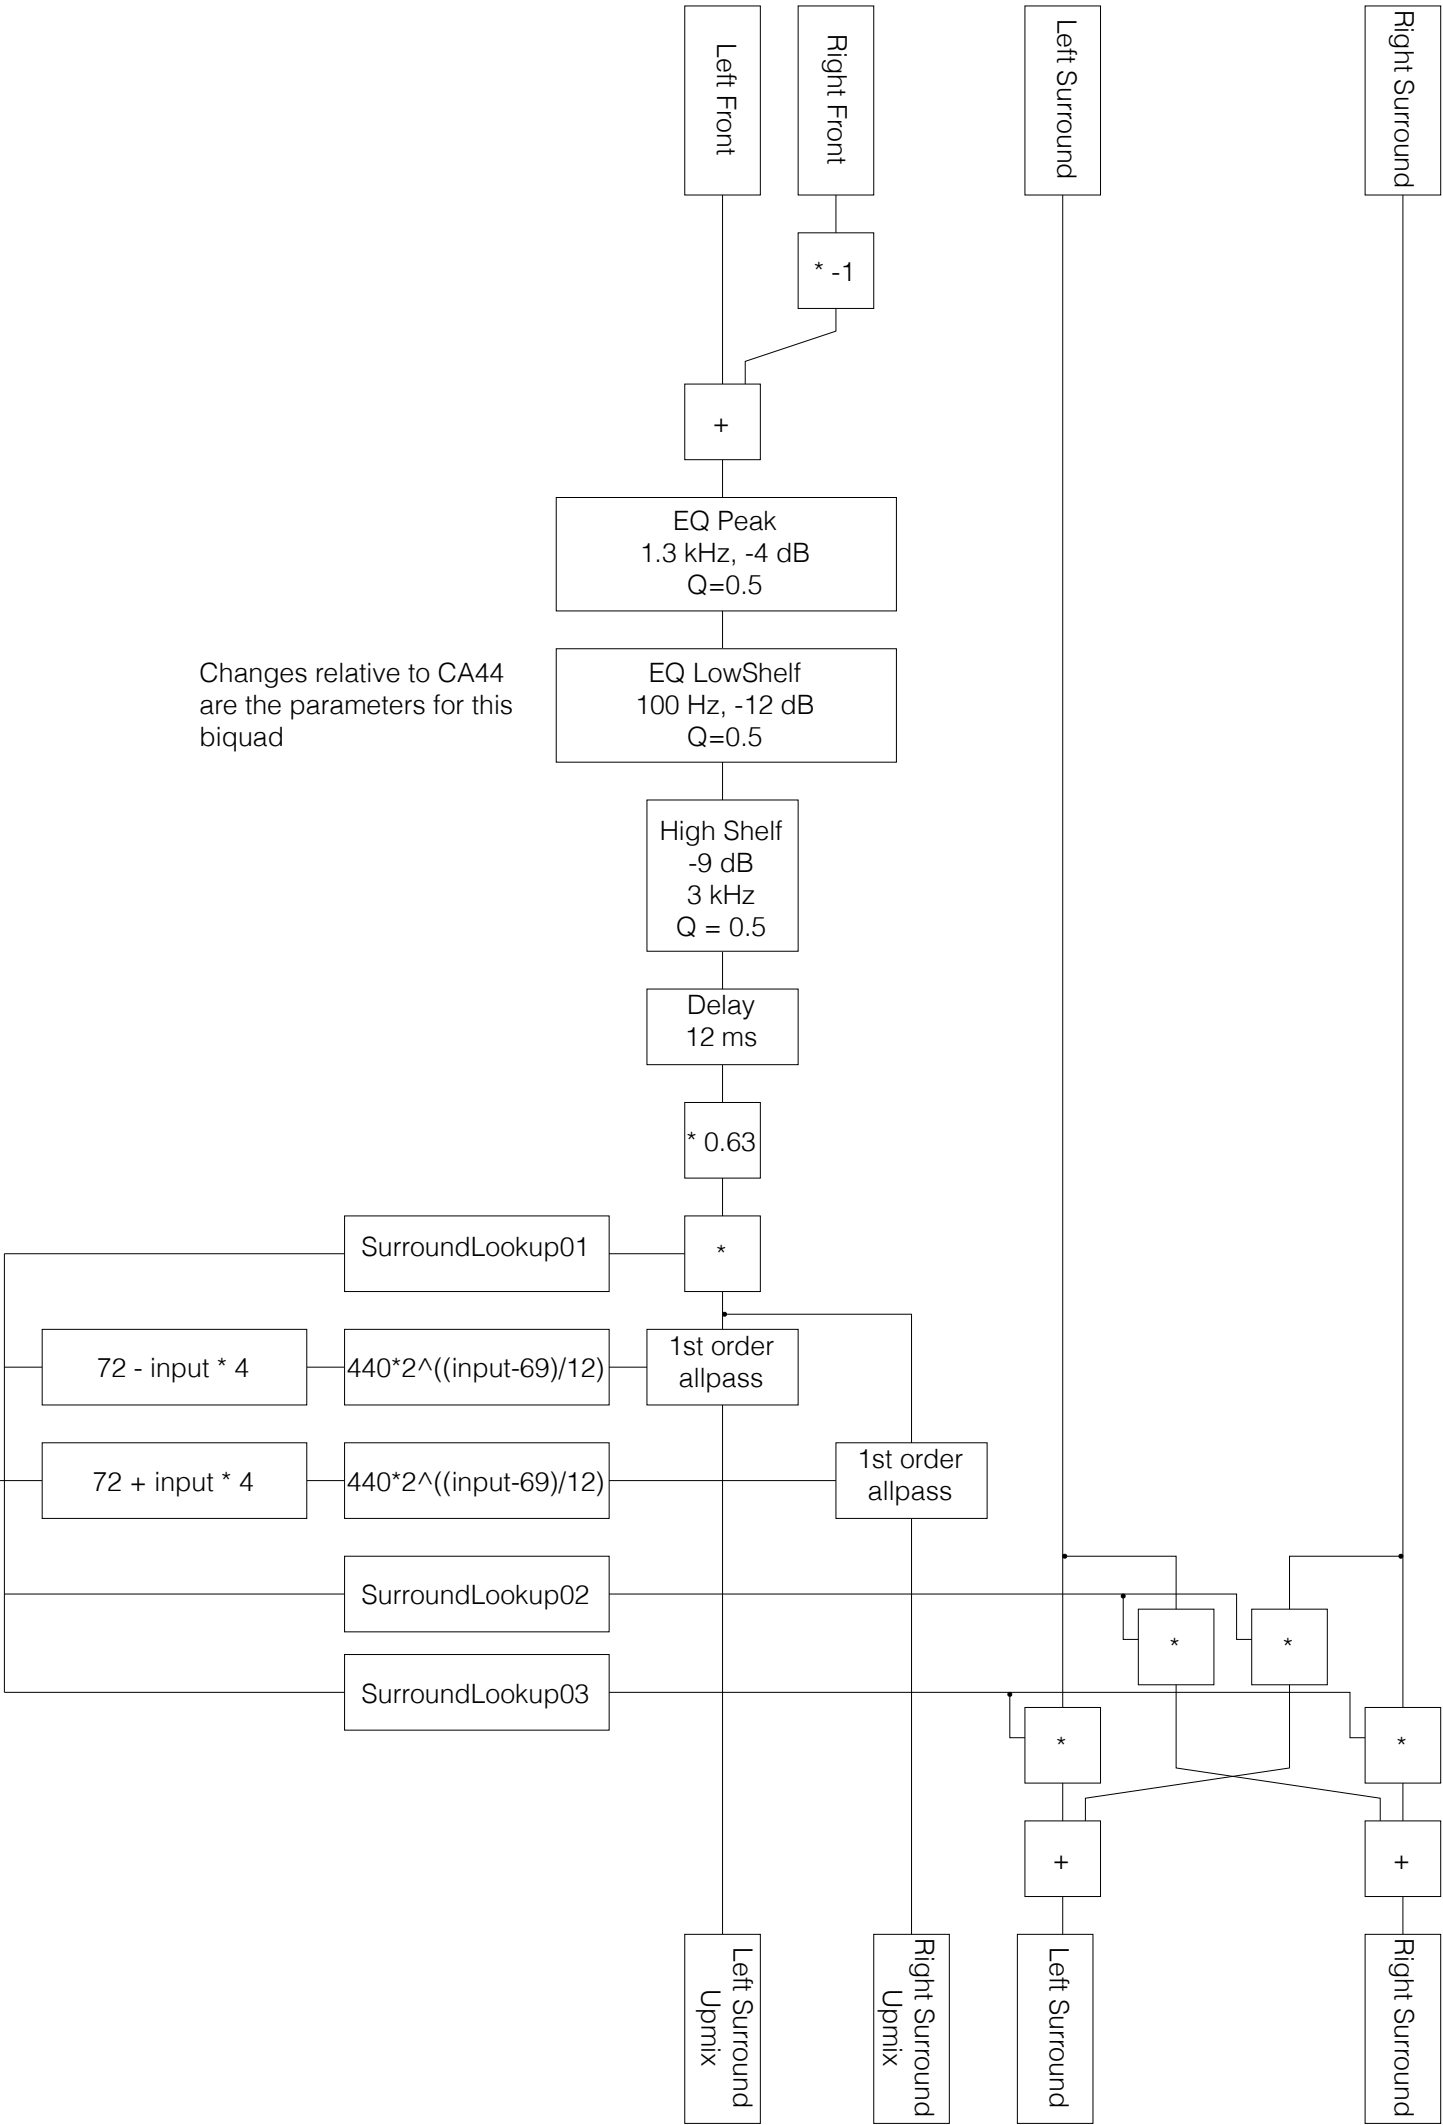 Left Front
Right Front
Left Surround
Right Surround
* -1
+
EQ Peak
1.3 kHz, -4 dB
Q=0.5
Changes relative to CA44
are the parameters for this
biquad
EQ LowShelf
100 Hz, -12 dB
Q=0.5
High Shelf
-9 dB
3 kHz
Q = 0.5
Delay
12 ms
* 0.63
SurroundLookup01
*
72 - input * 4
440*2^((input-69)/12)
1st order
allpass
72 + input * 4
440*2^((input-69)/12)
1st order
allpass
SurroundLookup02
*
*
SurroundLookup03
*
*
+
+
Left Surround
Upmix
Right Surround
Upmix
Left Surround
Right Surround